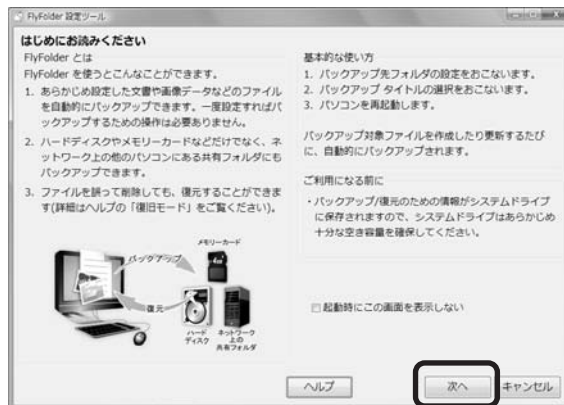 FlyFolder 設定ツール
はじめにお読みください
FlyFolder とは
FlyFolder を使うとこんなことができます。
1. あらかじめ設定した文書や画像データなどのファイル
を自動的にバックアップできます。一度設定すればバ
ックアップするための操作は必要ありません。
2. ハードディスクやメモリーカードなどだけでなく、ネ
ットワーク上の他のパソコンにある共有フォルダにも
バックアップできます。
3. ファイルを誤って削除しても、復元することができま
す(詳細はヘルプの「復旧モード」をご覧ください)。
メモリーカード
バックアップ
復元
ハード
ディスク
ネットワーク
上の
共有フォルダ
基本的な使い方
1. バックアップ先フォルダの設定をおこないます。
2. バックアップ タイトルの選択をおこないます。
3. パソコンを再起動します。
バックアップ対象ファイルを作成したり更新するたび
に、自動的にバックアップされます。
ご利用になる前に
・バックアップ/復元のための情報がシステムドライブ
に保存されますので、システムドライブはあらかじめ
十分な空き容量を確保してください。
起動時にこの画面を表示しない
ヘルプ
次へ
キャンセル